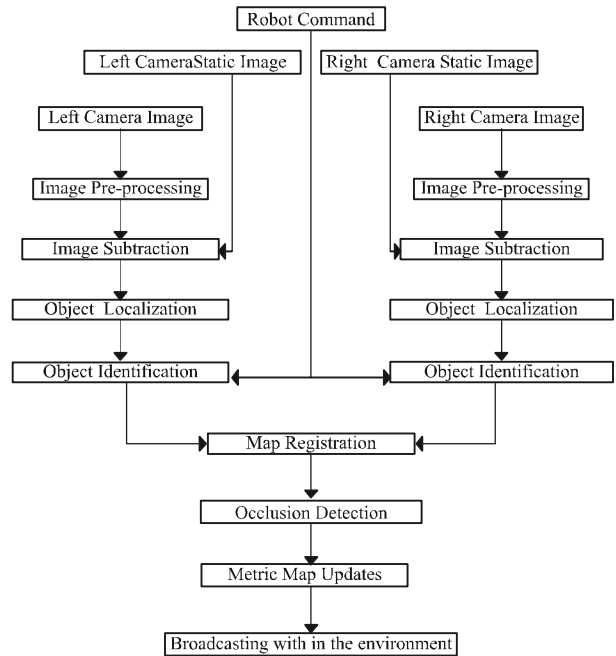 Robot Command
Left CameraStatic Image
Right Camera Static Image
Left Camera Image
Right Camera Image
Image Pre-processing
Image Pre-processing
Image Subtraction
Image Subtraction
Object Localization
Object Localization
Object Identification
Object Identification
Map Registration
Occlusion Detection
Metric Map Updates
Broadcasting with in the environment